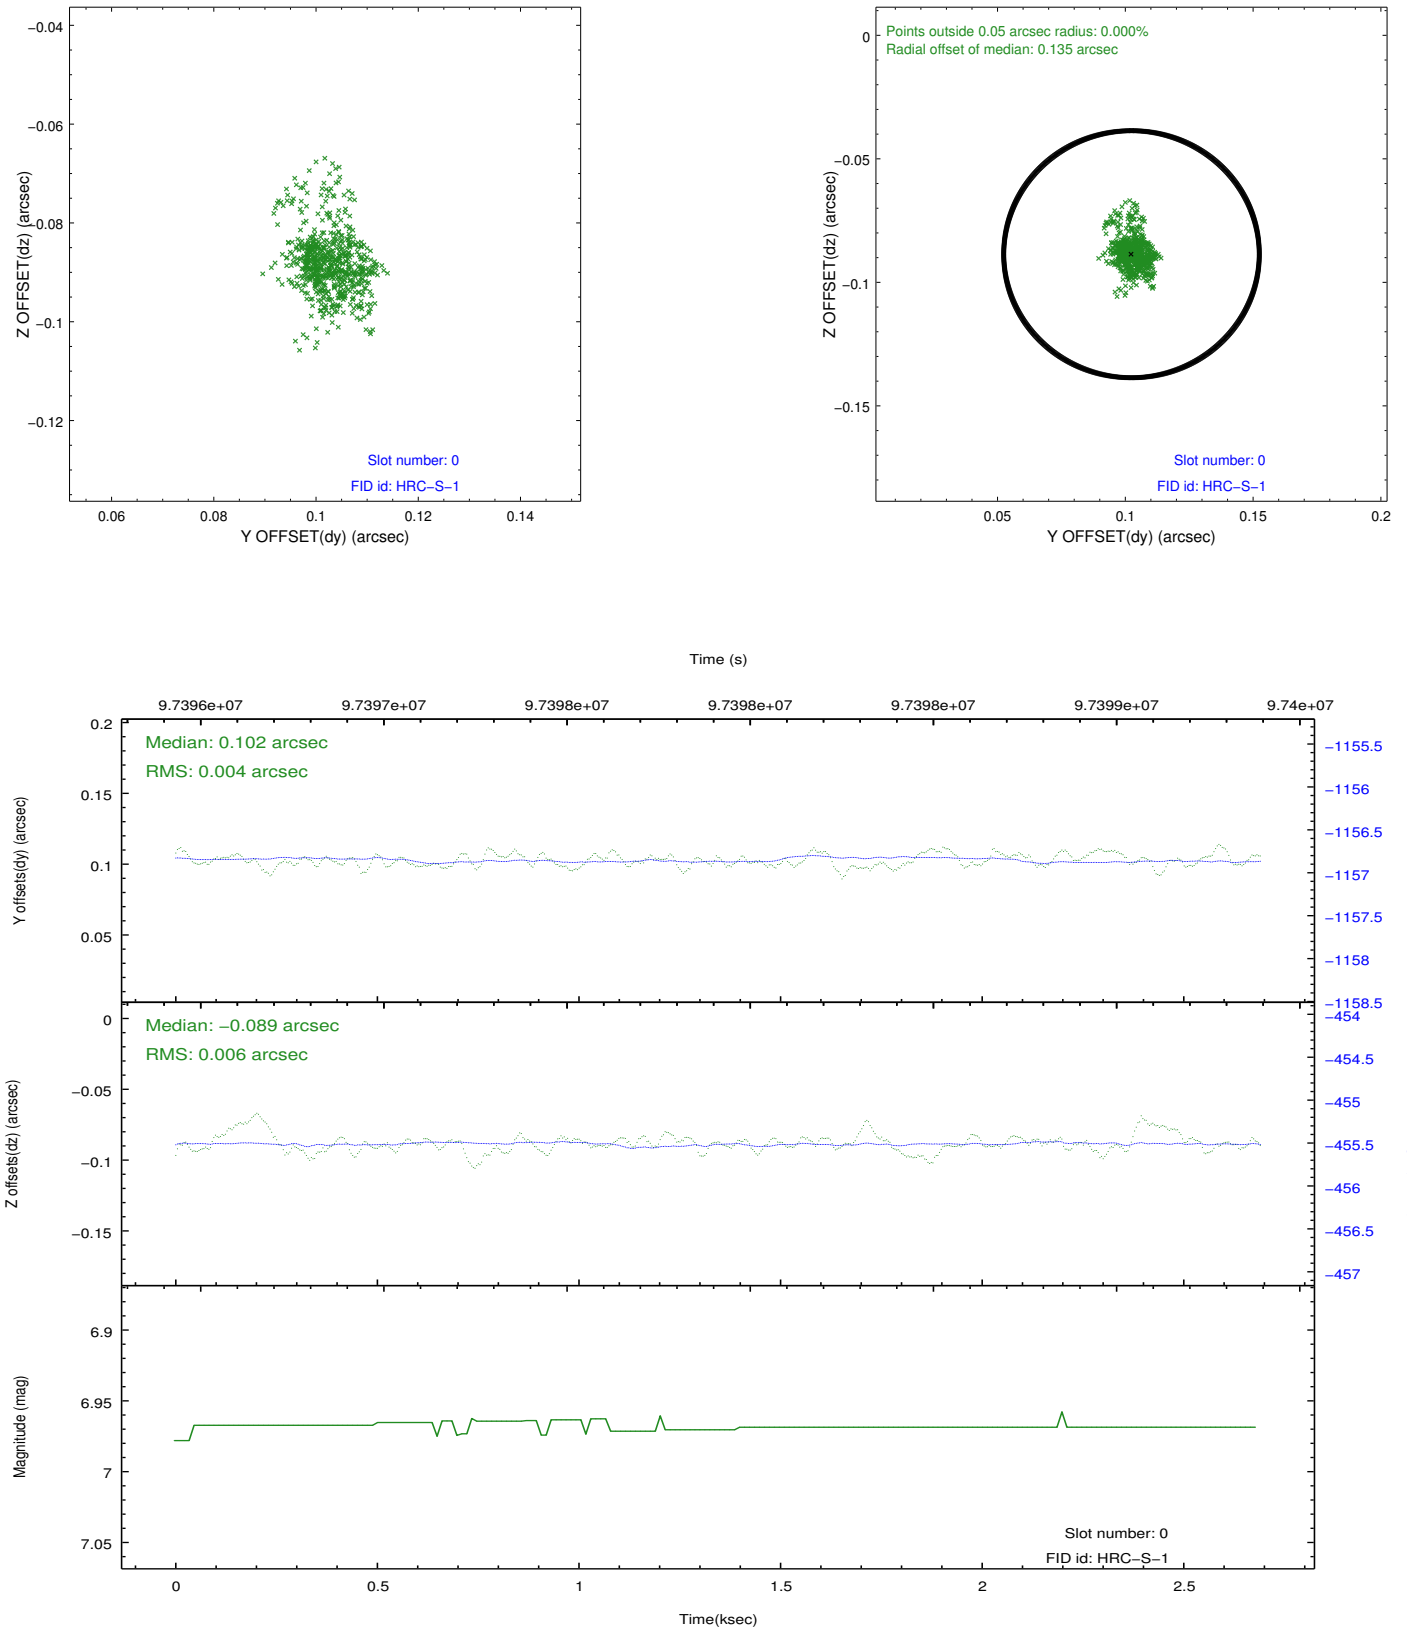 −0.04
−0.06
−0.08
−0.1
−0.12
Z OFFSET(dz) (arcsec)
Slot number: 0
FID id: HRC−S−1
0.06 0.08 0.1 0.12 0.14
Y OFFSET(dy) (arcsec)
Points outside 0.05 arcsec radius: 0.000%
Radial offset of median: 0.135 arcsec
0
−0.05
−0.1
−0.15
Z OFFSET(dz) (arcsec)
Slot number: 0
FID id: HRC−S−1
0.05 0.1 0.15 0.2
Y OFFSET(dy) (arcsec)
Time (s)
9.7396e+07 9.7397e+07 9.7398e+07 9.7398e+07 9.7398e+07 9.7399e+07 9.74e+07
Median: 0.102 arcsec
RMS: 0.004 arcsec
0.2
0.15
0.1
0.05
Y offsets(dy) (arcsec)
−1155.5
−1156
−1156.5
−1157
−1157.5
−1158
−1158.5
Median: −0.089 arcsec
RMS: 0.006 arcsec
0
−0.05
−0.1
−0.15
Z offsets(dz) (arcsec)
−454
−454.5
−455
−455.5
−456
−456.5
−457
6.9
6.95
7
7.05
Magnitude (mag)
Slot number: 0
FID id: HRC−S−1
0 0.5 1 1.5 2 2.5
Time(ksec)